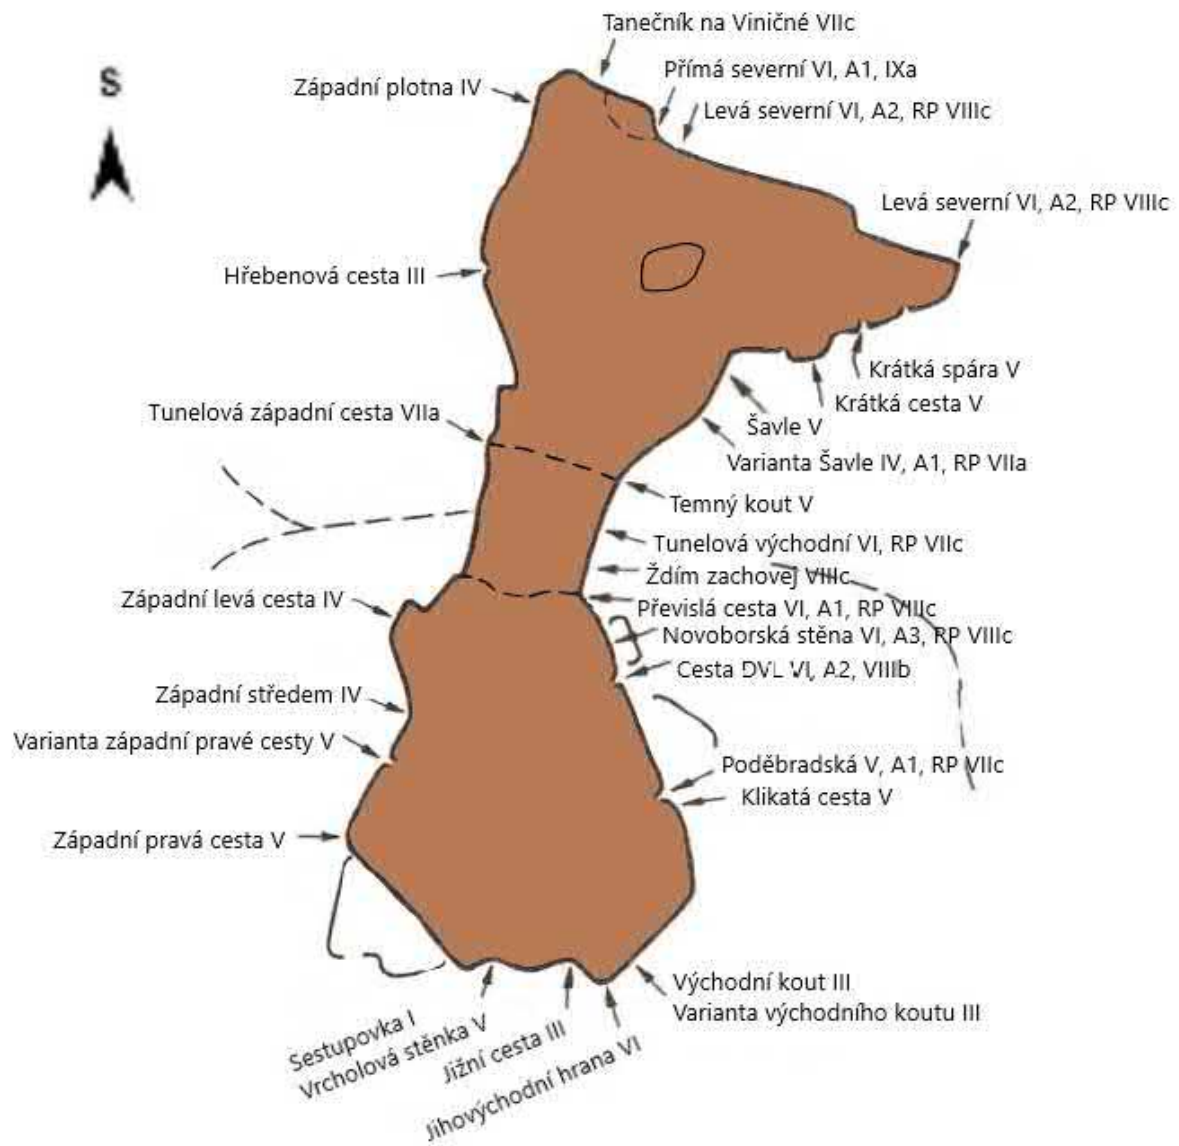 Tanečník na Viničné VIIc
Přímá severní VI, A1, IXa
Západní plotna IV
S
Levá severní VI, A2, RP VIIIc
Levá severní VI, A2, RP VIIIc
Hřebenová cesta III
Krátká spára V
Krátká cesta V
Tunelová západní cesta VIIa
Šavle V
Varianta Šavle IV, A1, RP VIIa
Temný kout V
Tunelová východní VI, RP VIIc
Ždím zachovej VIIIc
Západní levá cesta IV
Převislá cesta VI, A1, RP VIIIc
Novoborská stěna VI, A3, RP VIIIc
Cesta DVL VI, A2, VIIIb
Západní středem IV
Varianta západní pravé cesty V
Poděbradská V, A1, RP VIIc
Klikatá cesta V
Západní pravá cesta V
Východní kout III
Varianta východního koutu III
Sestupovka I
Vrcholová stěnka V
Jižní cesta III
Jihovýchodní hrana VI